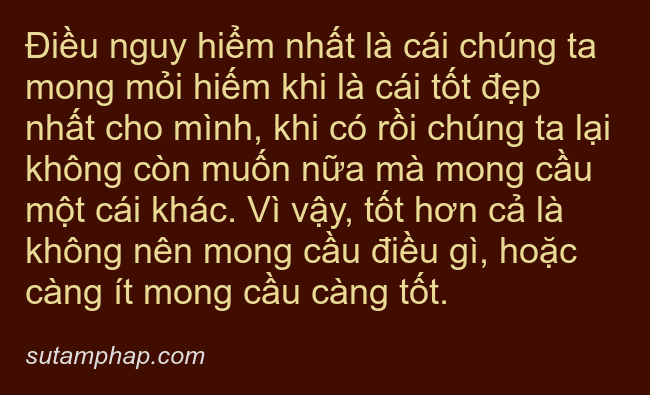 Điều nguy hiểm nhất là cái chúng ta
mong mỏi hiếm khi là cái tốt đẹp
nhất cho mình, khi có rồi chúng ta lại
không còn muốn nữa mà mong cầu
một cái khác. Vì vậy, tốt hơn cả là
không nên mong cầu điều gì, hoặc
càng ít mong cầu càng tốt.
sutamphap.com